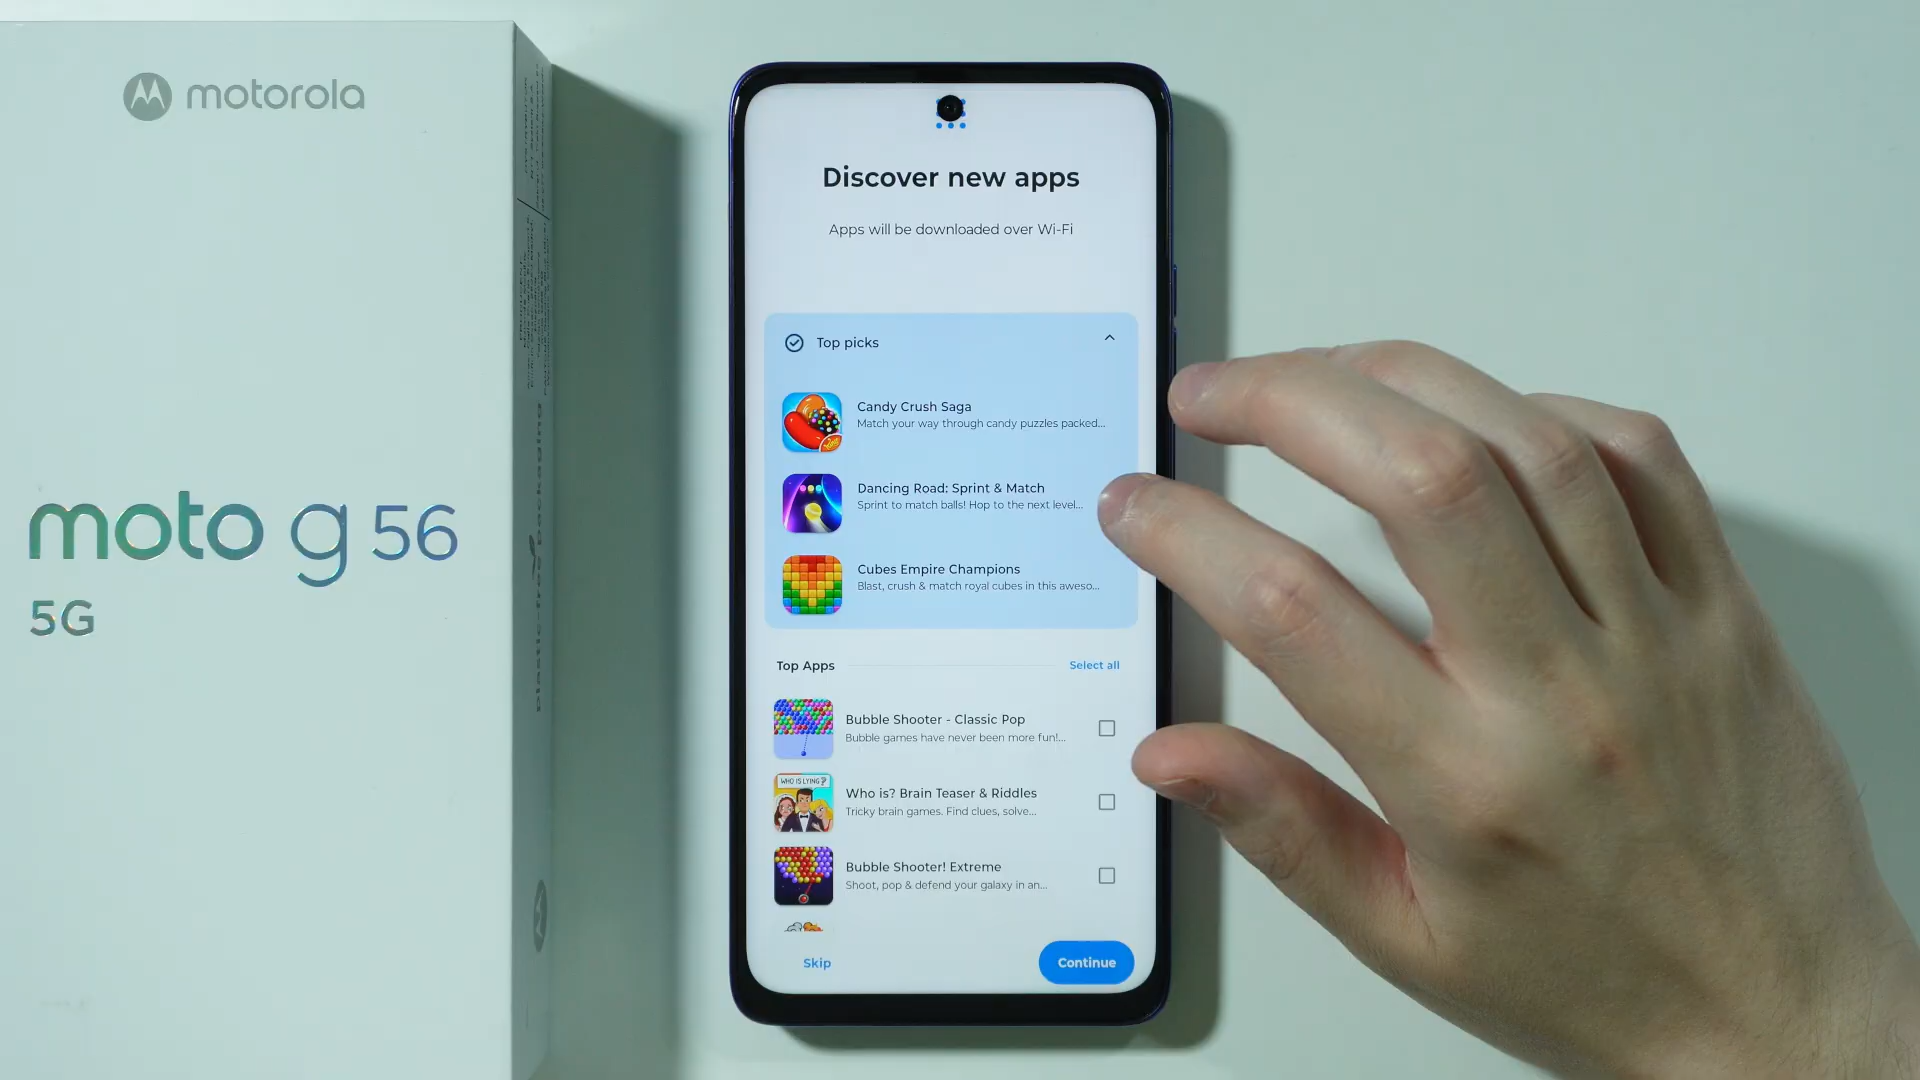 motorola
moto g56
5G
plastic-free packaging
Discover new apps
Apps will be downloaded over Wi-Fi
Top picks
Candy Crush Saga
Match your way through candy puzzles packed...
Dancing Road: Sprint & Match
Sprint to match balls! Hop to the next level...
Cubes Empire Champions
Blast, crush & match royal cubes in this aweso...
Top Apps
Select all
Bubble Shooter - Classic Pop
Bubble games have never been more fun!...
WHO IS LYING?
Who is? Brain Teaser & Riddles
Tricky brain games. Find clues, solve...
Bubble Shooter! Extreme
Shoot, pop & defend your galaxy in an...
Skip
Continue